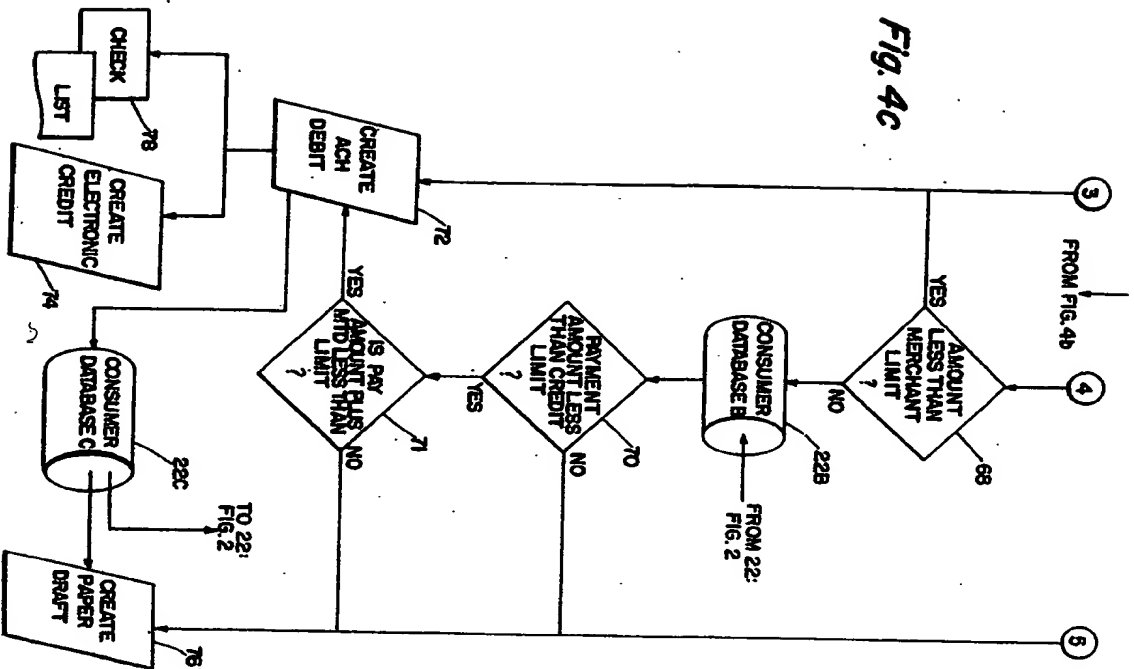 Fig. 4c
FROM FIG. 4b
3
4
5
YES
AMOUNT
LESS THAN
MERCHANT
LIMIT
?
68
NO
CONSUMER
DATABASE B
22B
FROM 22:
FIG. 2
PAYMENT
AMOUNT LESS
THAN CREDIT
LIMIT
?
70
NO
YES
IS PAY
AMOUNT PLUS
MTD LESS THAN
LIMIT
?
71
NO
YES
CREATE
ACH
DEBIT
72
CHECK
LIST
78
CREATE
ELECTRONIC
CREDIT
74
CONSUMER
DATABASE C
22C
TO 22:
FIG. 2
CREATE
PAPER
DRAFT
76